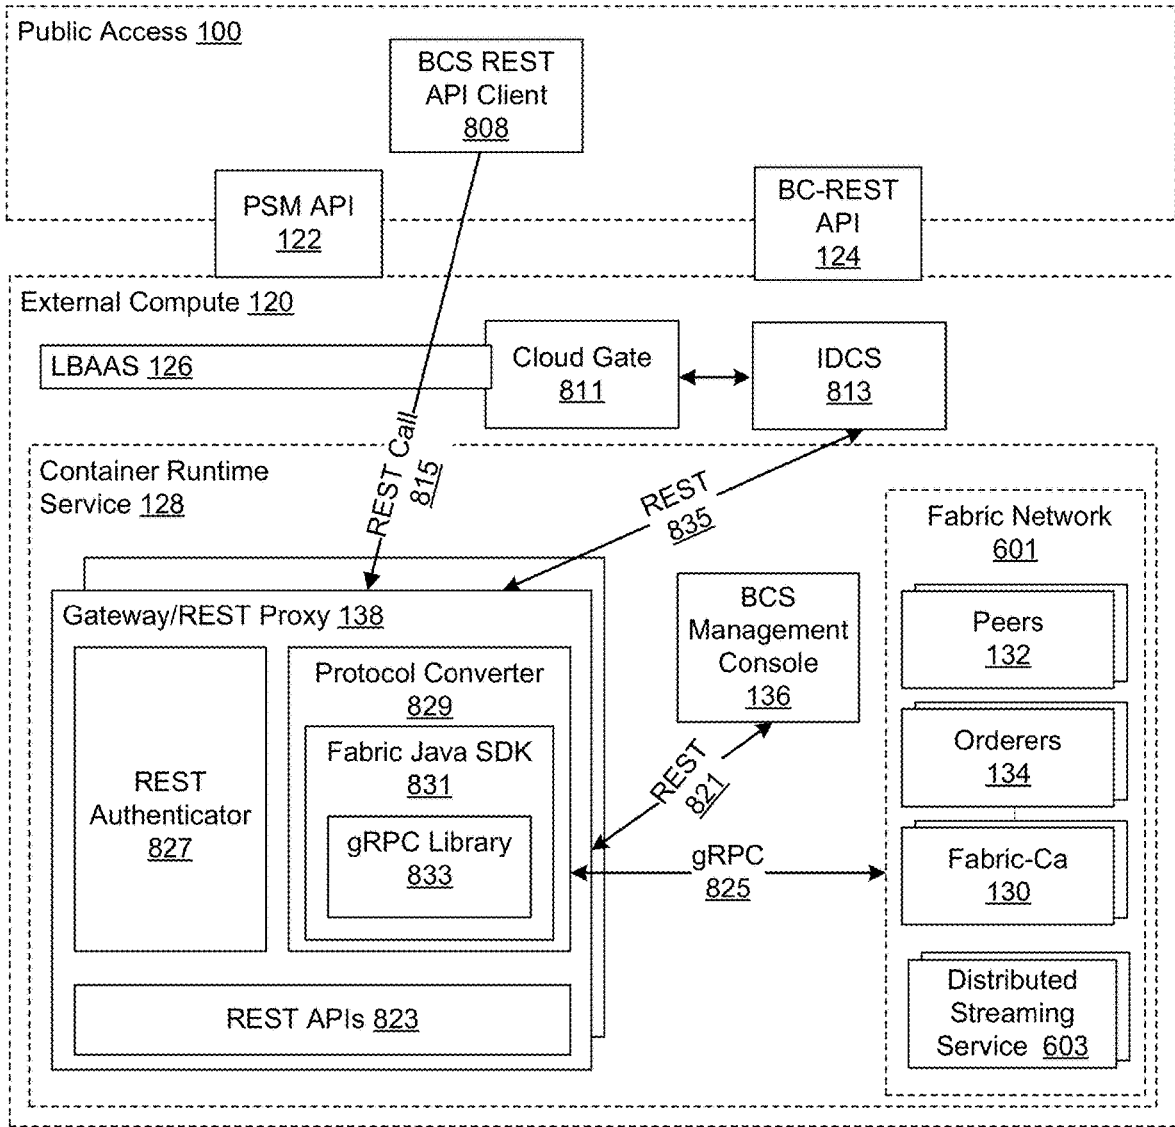 Public Access 100
BCS REST
API Client
808
PSM API
122
BC-REST
API
124
External Compute 120
LBAAS 126
Cloud Gate
811
IDCS
813
REST Call
815
Container Runtime
Service 128
REST
835
Fabric Network
601
Gateway/REST Proxy 138
BCS
Management
Console
136
Peers
132
Protocol Converter
829
Fabric Java SDK
831
Orderers
134
REST
Authenticator
827
REST
821
gRPC Library
833
gRPC
825
Fabric-Ca
130
REST APIs 823
Distributed
Streaming
Service 603